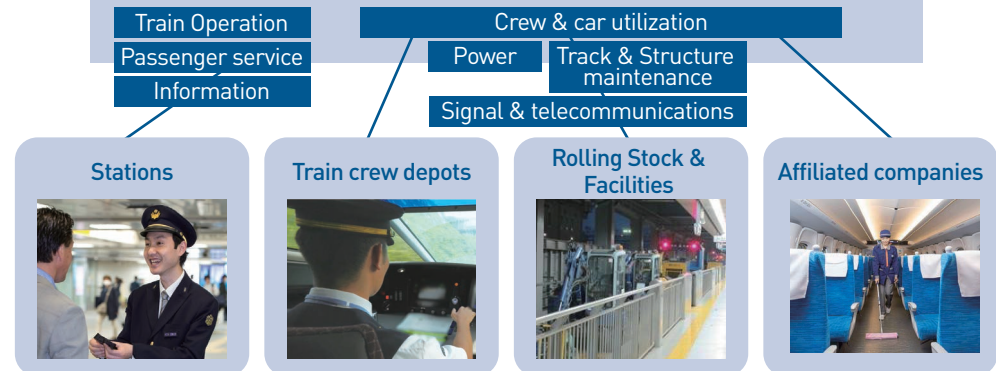 Train Operation
Crew & car utilization
Passenger service
Power
Track & Structure
maintenance
Information
Signal & telecommunications
Stations
Train crew depots
Rolling Stock &
Facilities
Affiliated companies